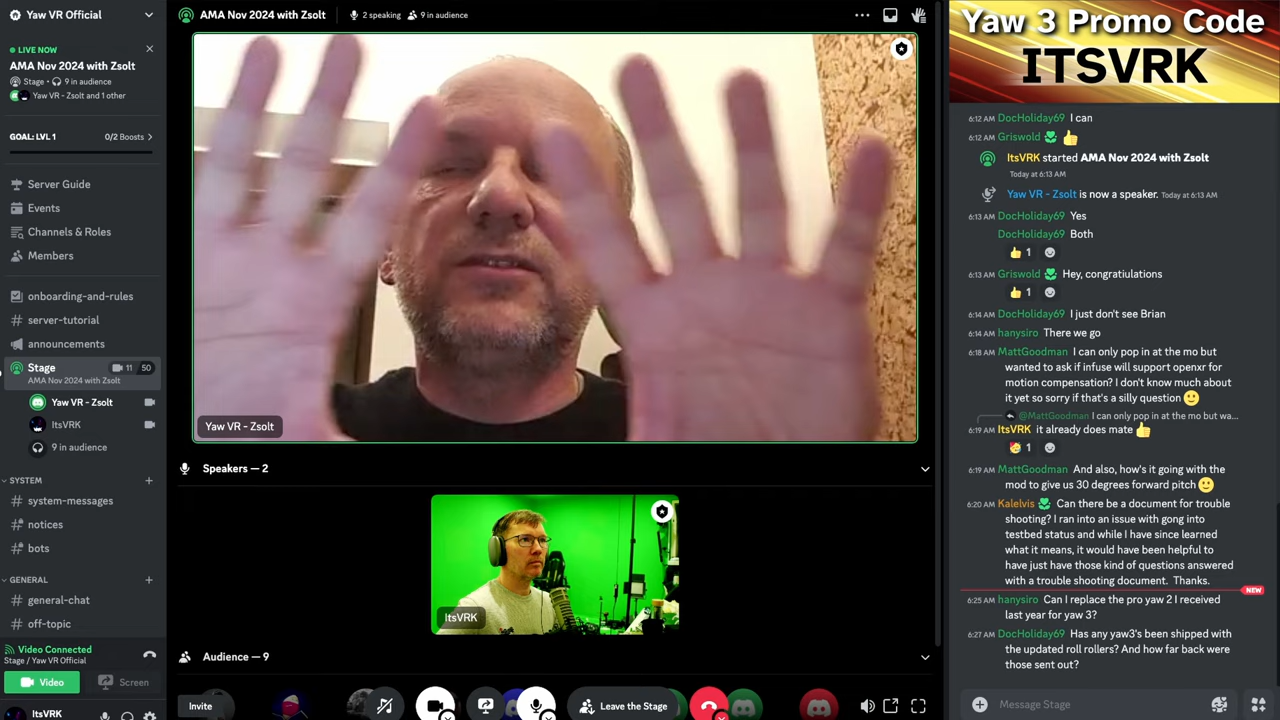 Yaw VR Official
LIVE NOW
AMA Nov 2024 with Zsolt
Stage • 9 in audience
Yaw VR - Zsolt and 1 other
GOAL: LVL 1
0/2 Boosts
Server Guide
Events
Channels & Roles
Members
onboarding-and-rules
server-tutorial
announcements
Stage
11 50
AMA Nov 2024 with Zsolt
Yaw VR - Zsolt
ItsVRK
9 in audience
SYSTEM
system-messages
notices
bots
GENERAL
general-chat
off-topic
Video Connected
Stage / Yaw VR Official
Video
Screen
ItsVRK
AMA Nov 2024 with Zsolt
2 speaking
9 in audience
Yaw VR - Zsolt
Speakers — 2
ItsVRK
Audience — 9
Invite
Leave the Stage
Yaw 3 Promo Code
ITSVRK
6:12 AM DocHoliday69 I can
6:12 AM Griswold
ItsVRK started AMA Nov 2024 with Zsolt
Today at 6:13 AM
Yaw VR - Zsolt is now a speaker. Today at 6:13 AM
6:13 AM DocHoliday69 Yes
DocHoliday69 Both
1
6:13 AM Griswold Hey, congratiulations
1
6:14 AM DocHoliday69 I just don't see Brian
6:14 AM hanysiro There we go
6:18 AM MattGoodman I can only pop in at the mo but
wanted to ask if infuse will support openxr for
motion compensation? I don't know much about
it yet so sorry if that's a silly question
@MattGoodman I can only pop in at the mo but wa...
6:19 AM ItsVRK it already does mate
1
6:19 AM MattGoodman And also, how's it going with the
mod to give us 30 degrees forward pitch
6:20 AM Kalelvis Can there be a document for trouble
shooting? I ran into an issue with gong into
testbed status and while I have since learned
what it means, it would have been helpful to
have just have those kind of questions answered
with a trouble shooting document. Thanks.
NEW
6:25 AM hanysiro Can I replace the pro yaw 2 I received
last year for yaw 3?
6:27 AM DocHoliday69 Has any yaw3's been shipped with
the updated roll rollers? And how far back were
those sent out?
Message Stage